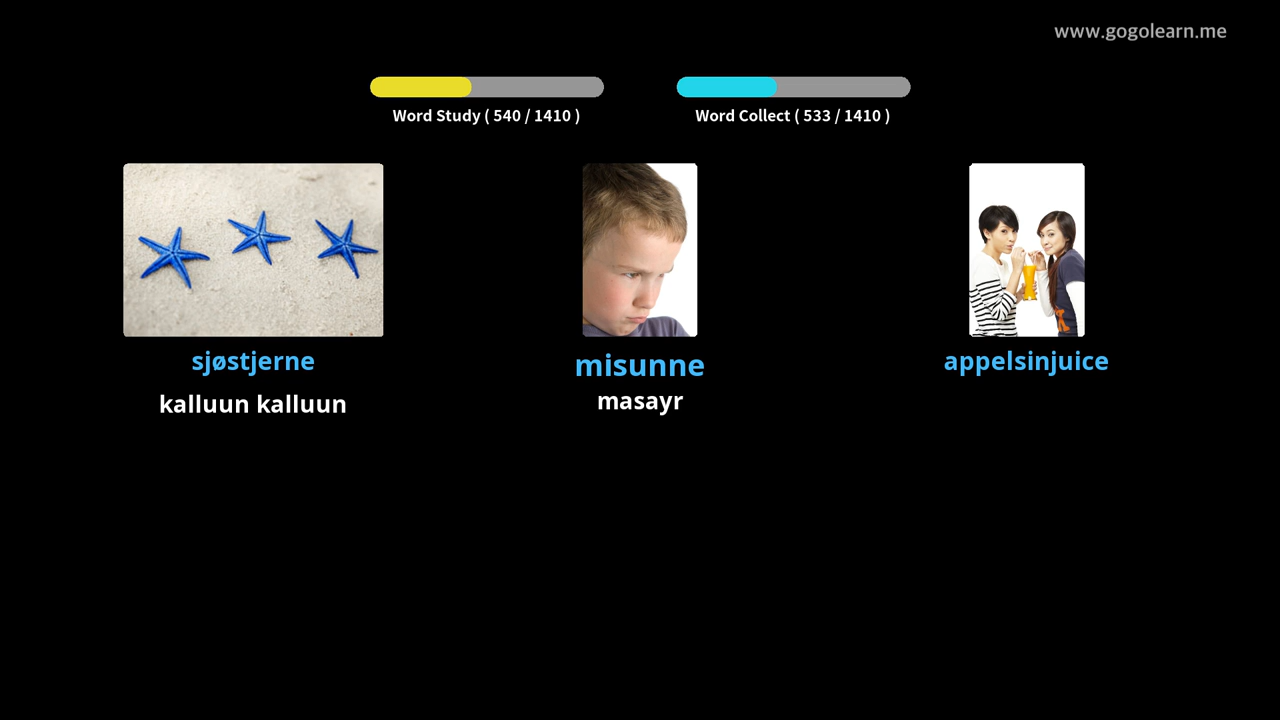 www.gogolearn.me
Word Study ( 540 / 1410 )
Word Collect ( 533 / 1410 )
sjøstjerne
misunne
appelsinjuice
kalluun kalluun
masayr